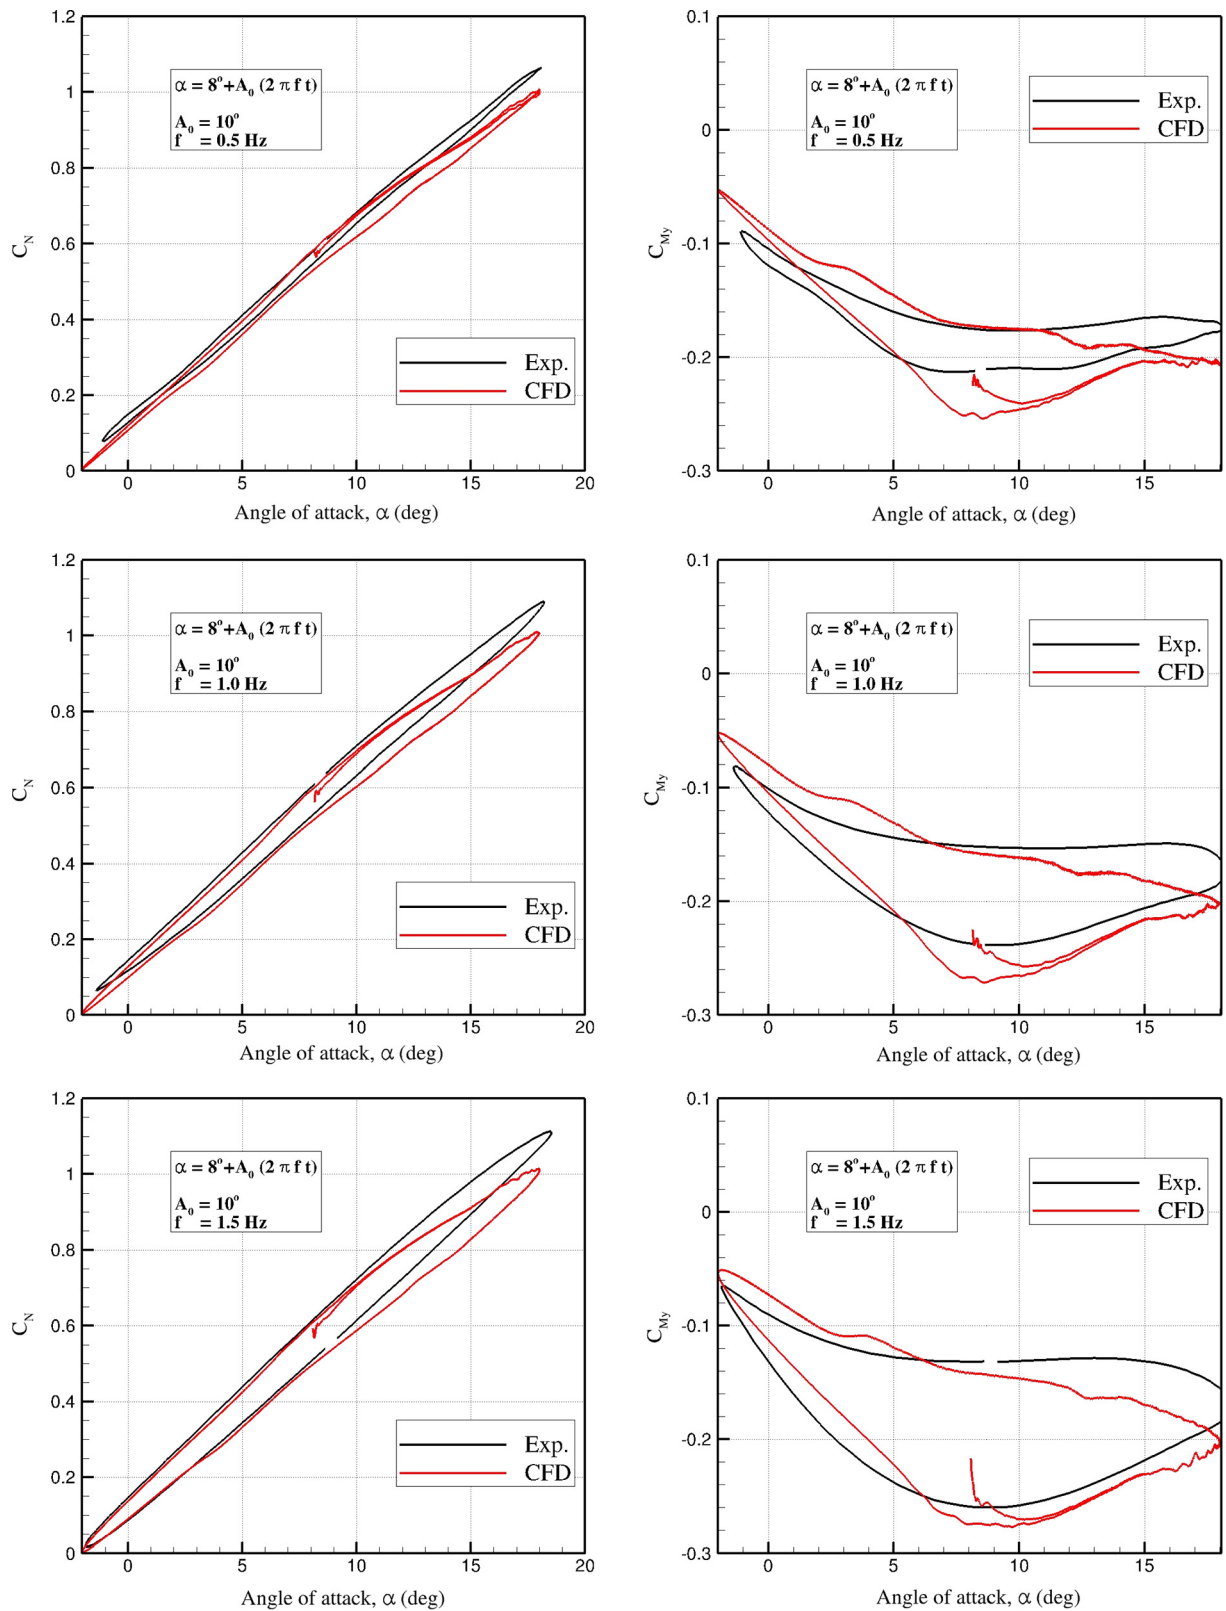 1.2
1
0.8
0.6
0.4
0.2
0
C_N
α = 8°+A_0 (2 π f t)
A_0 = 10°
f = 0.5 Hz
Exp.
CFD
0 5 10 15 20
Angle of attack, α (deg)
0.1
0
-0.1
-0.2
-0.3
C_My
α = 8°+A_0 (2 π f t)
A_0 = 10°
f = 0.5 Hz
Exp.
CFD
0 5 10 15
Angle of attack, α (deg)
1.2
1
0.8
0.6
0.4
0.2
0
C_N
α = 8°+A_0 (2 π f t)
A_0 = 10°
f = 1.0 Hz
Exp.
CFD
0 5 10 15 20
Angle of attack, α (deg)
0.1
0
-0.1
-0.2
-0.3
C_My
α = 8°+A_0 (2 π f t)
A_0 = 10°
f = 1.0 Hz
Exp.
CFD
0 5 10 15
Angle of attack, α (deg)
1.2
1
0.8
0.6
0.4
0.2
0
C_N
α = 8°+A_0 (2 π f t)
A_0 = 10°
f = 1.5 Hz
Exp.
CFD
0 5 10 15 20
Angle of attack, α (deg)
0.1
0
-0.1
-0.2
-0.3
C_My
α = 8°+A_0 (2 π f t)
A_0 = 10°
f = 1.5 Hz
Exp.
CFD
0 5 10 15
Angle of attack, α (deg)